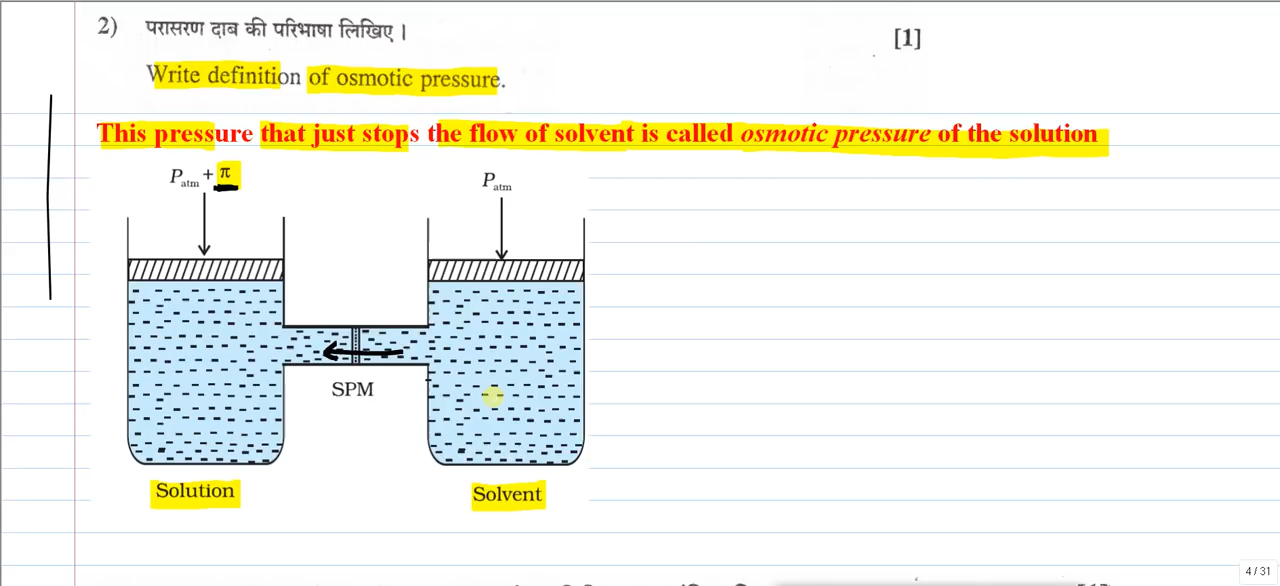 2) परासरण दाब की परिभाषा लिखिए । [1]
Write definition of osmotic pressure.
This pressure that just stops the flow of solvent is called osmotic pressure of the solution
Patm + π
Patm
SPM
Solution
Solvent
4 / 31